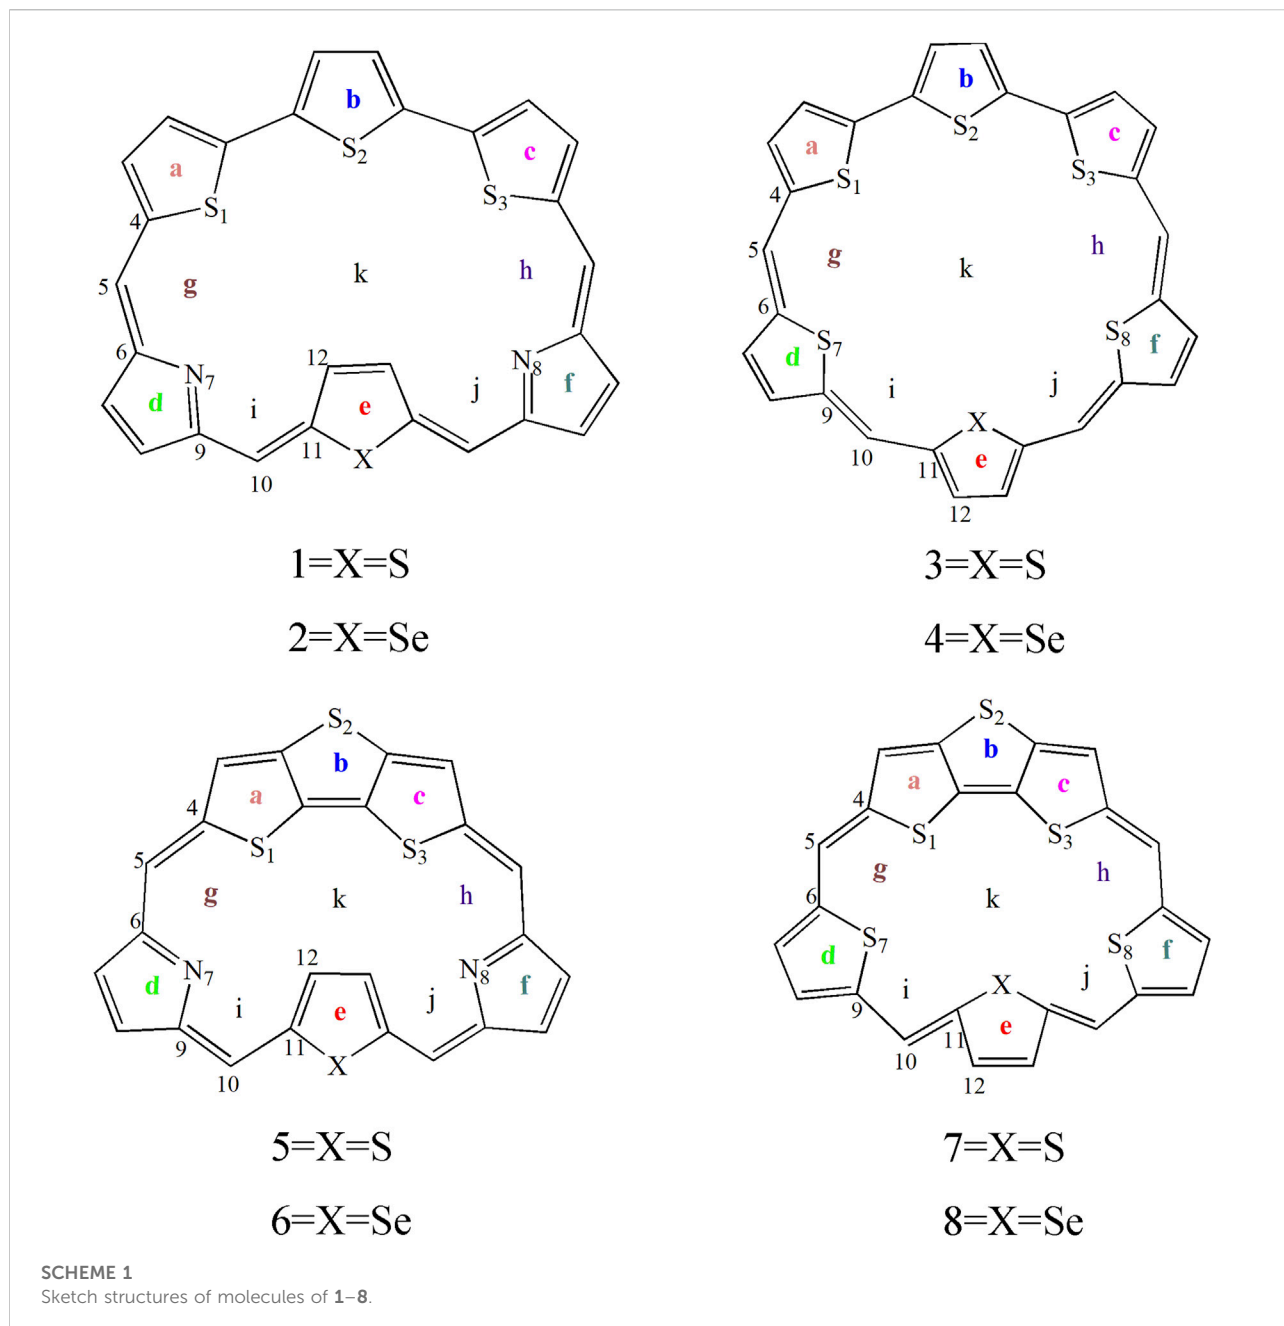 b
a
c
S2
S1
S3
4
5
g
k
h
6
12
N7
N8
d
i
e
j
f
9
11
X
10
1=X=S
2=X=Se
b
a
c
S2
S1
S3
4
5
g
k
h
6
S7
S8
d
f
i
j
9
X
10
11
e
12
3=X=S
4=X=Se
S2
b
a
c
4
S1
S3
5
g
k
h
6
12
N7
N8
d
i
e
j
f
9
11
X
10
5=X=S
6=X=Se
S2
b
a
c
4
S1
S3
5
g
k
h
6
S7
S8
d
f
i
j
X
9
11
e
10
12
7=X=S
8=X=Se
SCHEME 1
Sketch structures of molecules of 1–8.